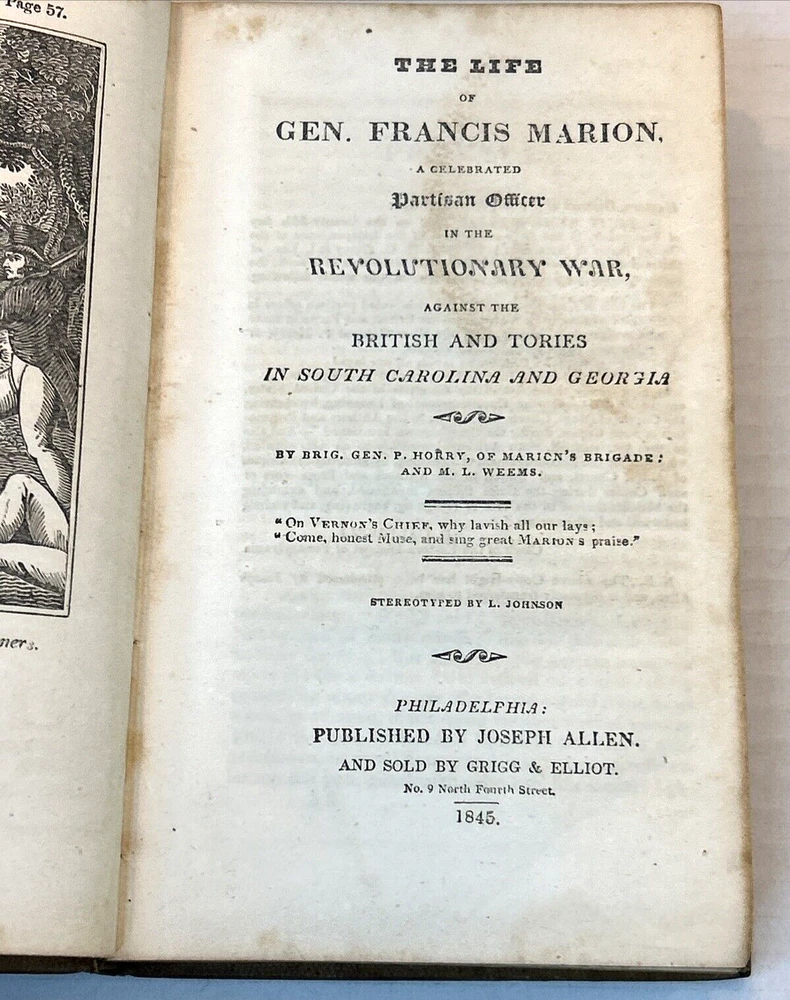 Page 57.
ners.
THE LIFE
OF
GEN. FRANCIS MARION,
A CELEBRATED
Partisan Officer
IN THE
REVOLUTIONARY WAR,
AGAINST THE
BRITISH AND TORIES
IN SOUTH CAROLINA AND GEORGIA
BY BRIG. GEN. P. HORRY, OF MARION'S BRIGADE:
AND M. L. WEEMS.
"On VERNON'S CHIEF, why lavish all our lays;
"Come, honest Muse, and sing great MARION S praise."
STEREOTYPED BY L. JOHNSON
PHILADELPHIA:
PUBLISHED BY JOSEPH ALLEN.
AND SOLD BY GRIGG & ELLIOT.
No. 9 North Fourth Street.
1845.